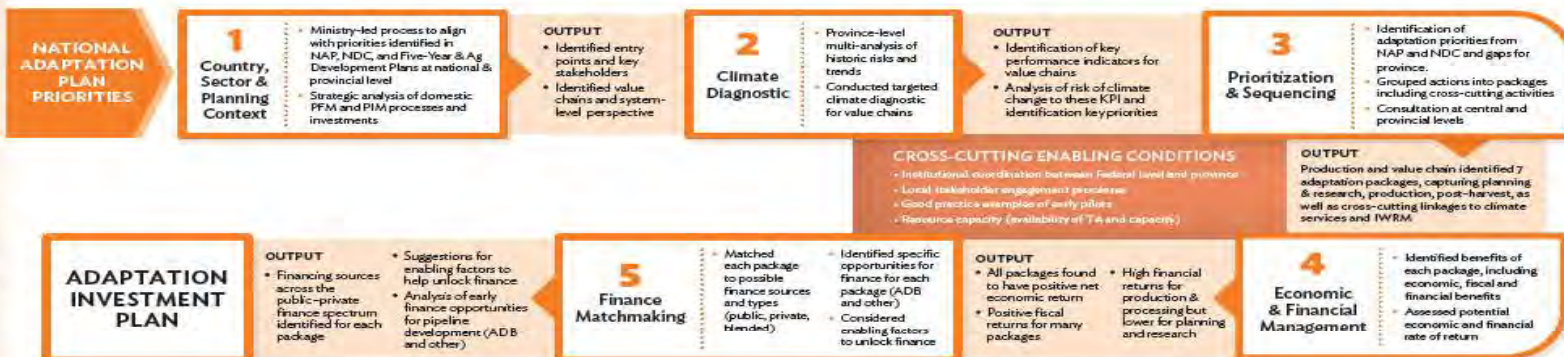 NATIONAL
ADAPTATION
PLAN
PRIORITIES
1
Country,
Sector &
Planning
Context
• Ministry-led process to align
with priorities identified in
NAP, NDC, and Five-Year & Ag
Development Plans at national &
provincial level
• Strategic analysis of domestic
PFM and PIM processes and
investments
OUTPUT
• Identified entry
points and key
stakeholders
• Identified value
chains and system-
level perspective
2
Climate
Diagnostic
• Province-level
multi-analysis of
historic risks and
trends
• Conducted targeted
climate diagnostic
for value chains
OUTPUT
• Identification of key
performance indicators for
value chains
• Analysis of risk of climate
change to these KPI and
identification key priorities
3
Prioritization
& Sequencing
• Identification of
adaptation priorities from
NAP and NDC and gaps for
province.
• Grouped actions into packages
including cross-cutting activities
• Consultation at central and
provincial levels
CROSS-CUTTING ENABLING CONDITIONS
• Institutional coordination between Federal level and province
• Local stakeholder engagement processes
• Good practice examples of early pilots
• Resource capacity (availability of TA and capacity)
OUTPUT
Production and value chain identified 7
adaptation packages, capturing planning
& research, production, post-harvest, as
well as cross-cutting linkages to climate
services and IWRM
4
Economic
& Financial
Management
• Identified benefits of
each package, including
economic, fiscal and
financial benefits
• Assessed potential
economic and financial
rate of return
OUTPUT
• All packages found
to have positive net
economic return
• Positive fiscal
returns for many
packages
• High financial
returns for
production &
processing but
lower for planning
and research
5
Finance
Matchmaking
• Matched
each package
to possible
finance sources
and types
(public, private,
blended)
• Identified specific
opportunities for
finance for each
package (ADB
and other)
• Considered
enabling factors
to unlock finance
OUTPUT
• Financing sources
across the
public–private
finance spectrum
identified for each
package
• Suggestions for
enabling factors to
help unlock finance
• Analysis of early
finance opportunities
for pipeline
development (ADB
and other)
ADAPTATION
INVESTMENT
PLAN